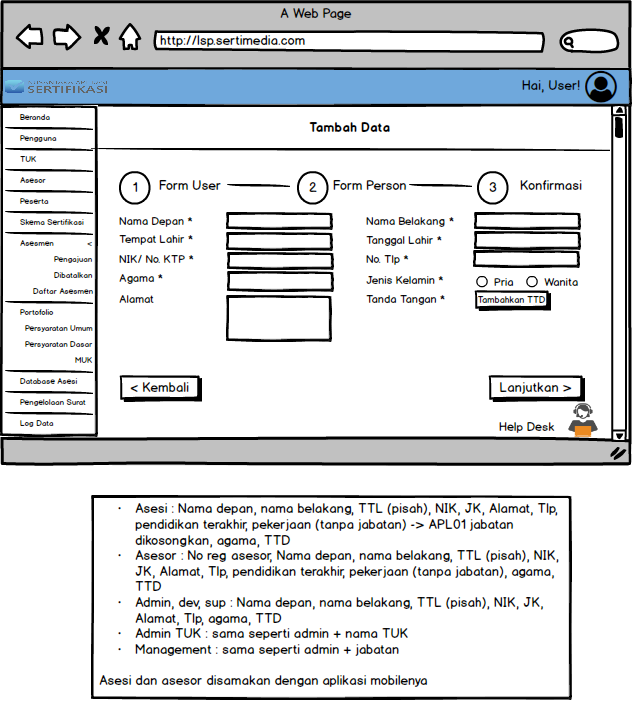 A Web Page
http://lsp.sertimedia.com
SERTIFIKASI
Hai, User!
Beranda
Pengguna
TUK
Asesor
Peserta
Skema Sertifikasi
Asesmen <
Pengajuan
Dibatalkan
Daftar Asesmen
Portofolio
Persyaratan Umum
Persyaratan Dasar
MUK
Database Asesi
Pengelolaan Surat
Log Data
Tambah Data
1 Form User 2 Form Person 3 Konfirmasi
Nama Depan * Nama Belakang *
Tempat Lahir * Tanggal Lahir *
NIK/ No. KTP * No. Tlp *
Agama * Jenis Kelamin * Pria Wanita
Alamat Tanda Tangan * Tambahkan TTD
< Kembali Lanjutkan >
Help Desk
· Asesi : Nama depan, nama belakang, TTL (pisah), NIK, JK, Alamat, Tlp,
pendidikan terakhir, pekerjaan (tanpa jabatan) -> APL01 jabatan
dikosongkan, agama, TTD
· Asesor : No reg asesor, Nama depan, nama belakang, TTL (pisah), NIK,
JK, Alamat, Tlp, pendidikan terakhir, pekerjaan (tanpa jabatan), agama,
TTD
· Admin, dev, sup : Nama depan, nama belakang, TTL (pisah), NIK, JK,
Alamat, Tlp, agama, TTD
· Admin TUK : sama seperti admin + nama TUK
· Management : sama seperti admin + jabatan
Asesi dan asesor disamakan dengan aplikasi mobilenya